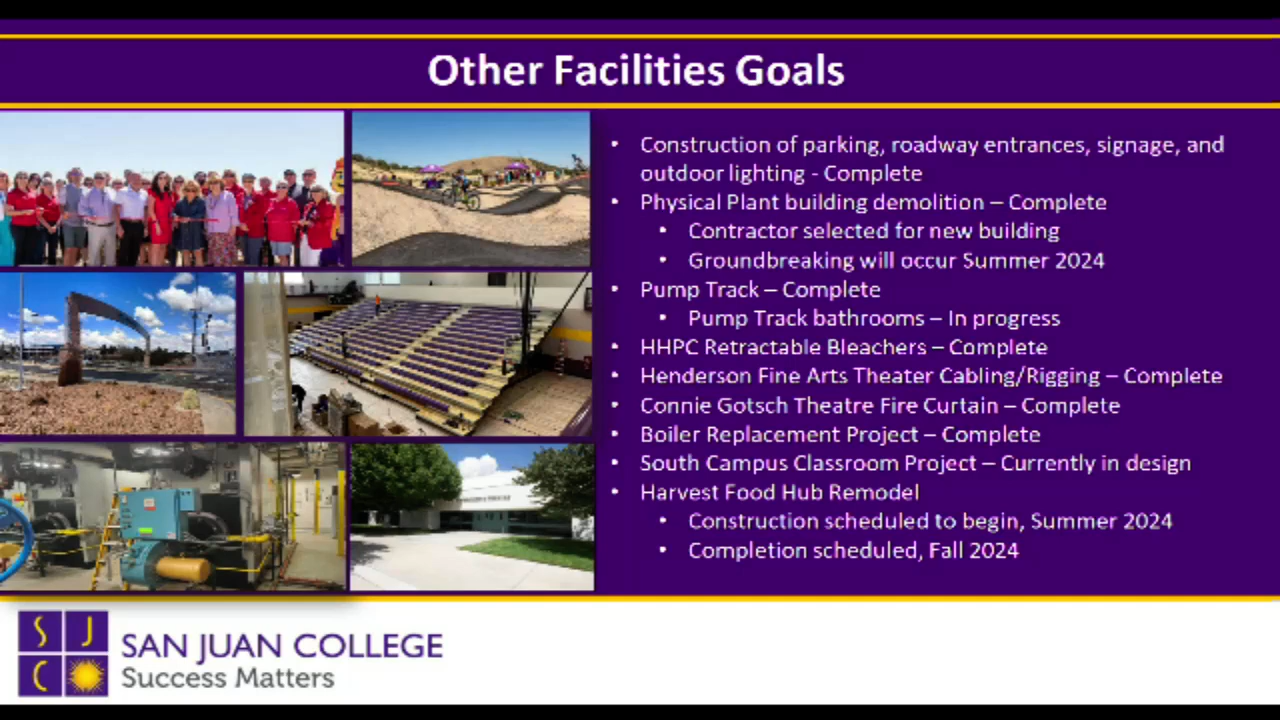 Other Facilities Goals
• Construction of parking, roadway entrances, signage, and
outdoor lighting - Complete
• Physical Plant building demolition – Complete
• Contractor selected for new building
• Groundbreaking will occur Summer 2024
• Pump Track – Complete
• Pump Track bathrooms – In progress
• HHPC Retractable Bleachers – Complete
• Henderson Fine Arts Theater Cabling/Rigging – Complete
• Connie Gotsch Theatre Fire Curtain – Complete
• Boiler Replacement Project – Complete
• South Campus Classroom Project – Currently in design
• Harvest Food Hub Remodel
• Construction scheduled to begin, Summer 2024
• Completion scheduled, Fall 2024
S J
C
SAN JUAN COLLEGE
Success Matters